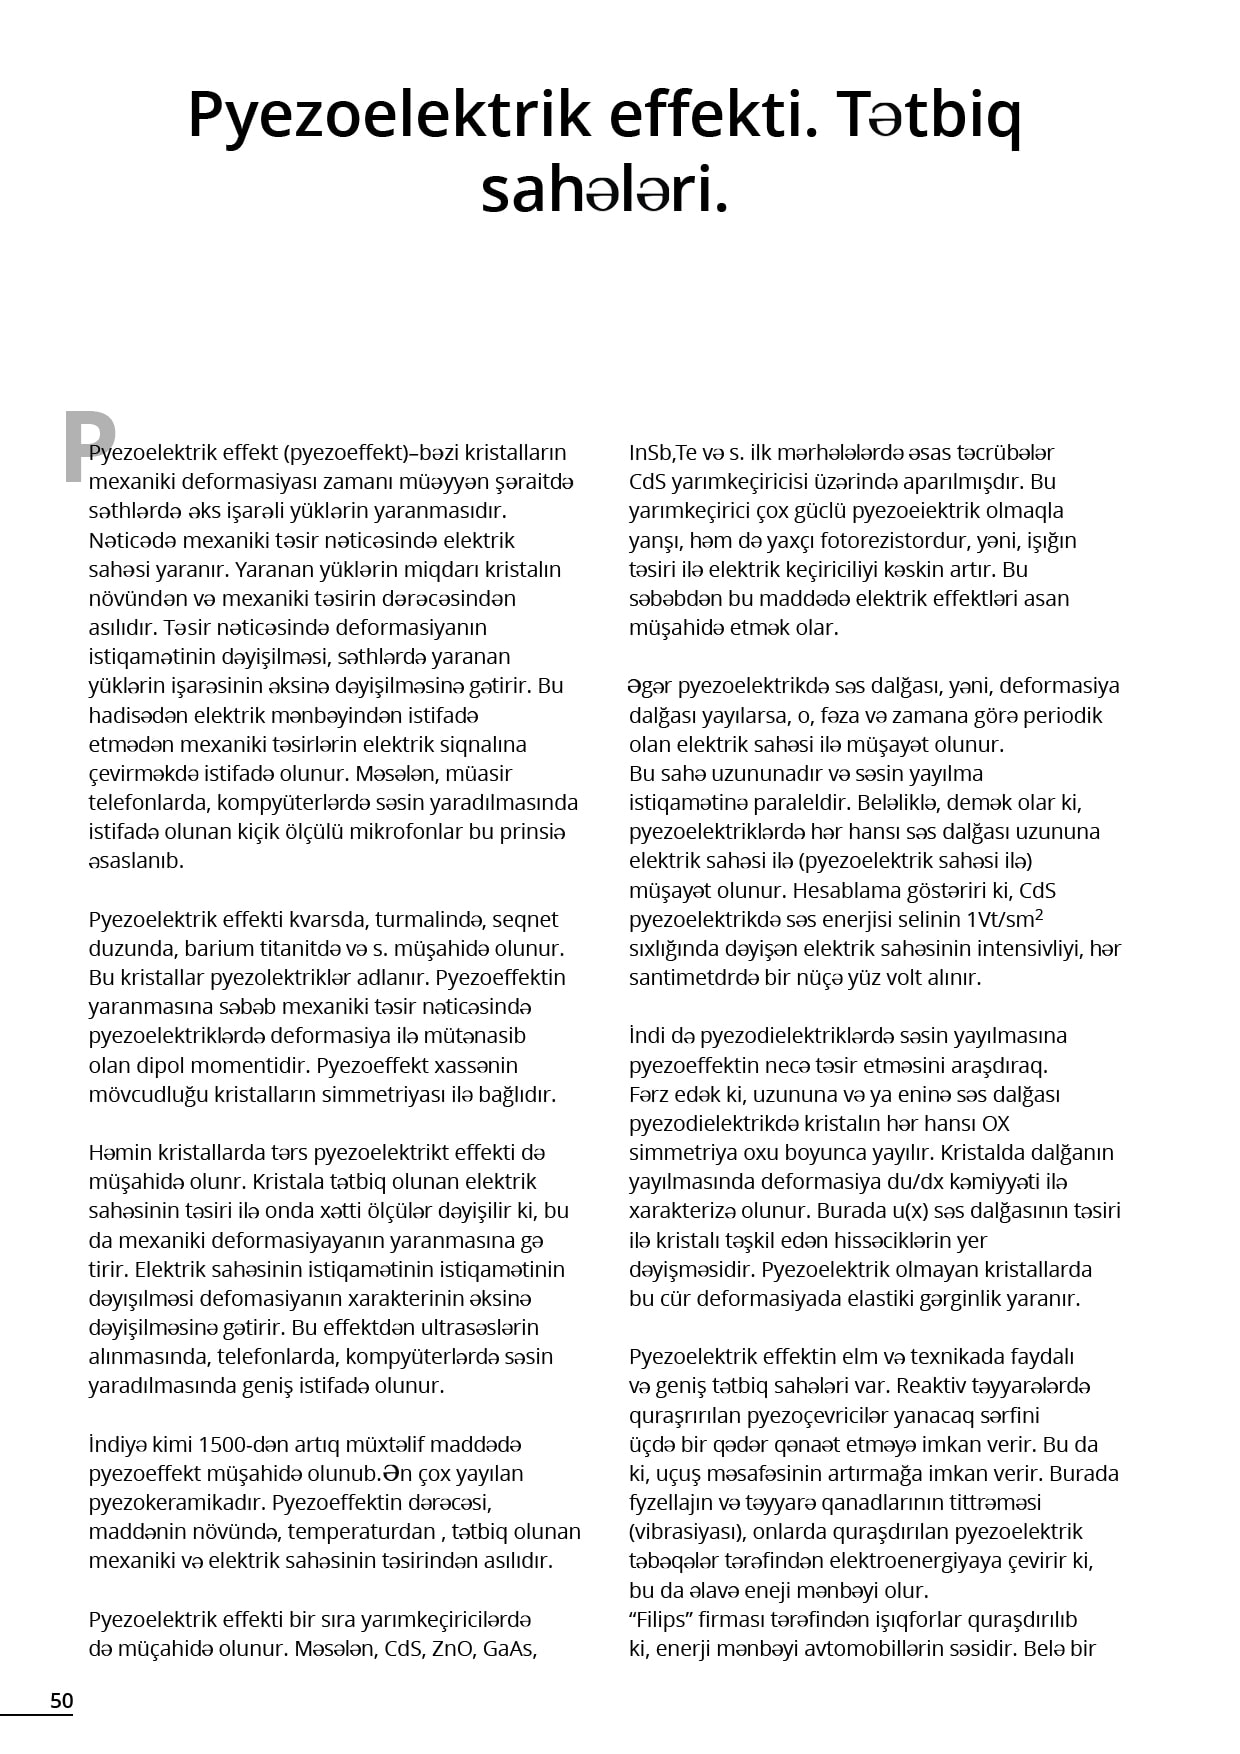 Pyezoelektrik effekti. Tətbiq
sahələri.
P
Pyezoelektrik effekt (pyezoeffekt)–bəzi kristalların
mexaniki deformasiyası zamanı müəyyən şəraitdə
səthlərdə əks işarəli yüklərin yaranmasıdır.
Nəticədə mexaniki təsir nəticəsində elektrik
sahəsi yaranır. Yaranan yüklərin miqdarı kristalın
növündən və mexaniki təsirin dərəcəsindən
asılıdır. Təsir nəticəsində deformasiyanın
istiqamətinin dəyişilməsi, səthlərdə yaranan
yüklərin işarəsinin əksinə dəyişilməsinə gətirir. Bu
hadisədən elektrik mənbəyindən istifadə
etmədən mexaniki təsirlərin elektrik siqnalına
çevirməkdə istifadə olunur. Məsələn, müasir
telefonlarda, kompyüterlərdə səsin yaradılmasında
istifadə olunan kiçik ölçülü mikrofonlar bu prinsiə
əsaslanıb.
Pyezoelektrik effekti kvarsda, turmalində, seqnet
duzunda, barium titanitdə və s. müşahidə olunur.
Bu kristallar pyezolektriklər adlanır. Pyezoeffektin
yaranmasına səbəb mexaniki təsir nəticəsində
pyezoelektriklərdə deformasiya ilə mütənasib
olan dipol momentidir. Pyezoeffekt xassənin
mövcudluğu kristalların simmetriyası ilə bağlıdır.
Həmin kristallarda tərs pyezoelektrikt effekti də
müşahidə olunr. Kristala tətbiq olunan elektrik
sahəsinin təsiri ilə onda xətti ölçülər dəyişilir ki, bu
da mexaniki deformasiyayanın yaranmasına gə
tirir. Elektrik sahəsinin istiqamətinin istiqamətinin
dəyışılməsi defomasiyanın xarakterinin əksinə
dəyişilməsinə gətirir. Bu effektdən ultrasəslərin
alınmasında, telefonlarda, kompyüterlərdə səsin
yaradılmasında geniş istifadə olunur.
İndiyə kimi 1500-dən artıq müxtəlif maddədə
pyezoeffekt müşahidə olunub.Ən çox yayılan
pyezokeramikadır. Pyezoeffektin dərəcəsi,
maddənin növündə, temperaturdan , tətbiq olunan
mexaniki və elektrik sahəsinin təsirindən asılıdır.
Pyezoelektrik effekti bir sıra yarımkeçiricilərdə
də müçahidə olunur. Məsələn, CdS, ZnO, GaAs,
InSb,Te və s. ilk mərhələlərdə əsas təcrübələr
CdS yarımkeçiricisi üzərində aparılmışdır. Bu
yarımkeçirici çox güclü pyezoeiektrik olmaqla
yanşı, həm də yaxçı fotorezistordur, yəni, işığın
təsiri ilə elektrik keçiriciliyi kəskin artır. Bu
səbəbdən bu maddədə elektrik effektləri asan
müşahidə etmək olar.
Əgər pyezoelektrikdə səs dalğası, yəni, deformasiya
dalğası yayılarsa, o, fəza və zamana görə periodik
olan elektrik sahəsi ilə müşayət olunur.
Bu sahə uzununadır və səsin yayılma
istiqamətinə paraleldir. Beləliklə, demək olar ki,
pyezoelektriklərdə hər hansı səs dalğası uzununa
elektrik sahəsi ilə (pyezoelektrik sahəsi ilə)
müşayət olunur. Hesablama göstəriri ki, CdS
pyezoelektrikdə səs enerjisi selinin 1Vt/sm²
sıxlığında dəyişən elektrik sahəsinin intensivliyi, hər
santimetdrdə bir nüçə yüz volt alınır.
İndi də pyezodielektriklərdə səsin yayılmasına
pyezoeffektin necə təsir etməsini araşdıraq.
Fərz edək ki, uzununa və ya eninə səs dalğası
pyezodielektrikdə kristalın hər hansı OX
simmetriya oxu boyunca yayılır. Kristalda dalğanın
yayılmasında deformasiya du/dx kəmiyyəti ilə
xarakterizə olunur. Burada u(x) səs dalğasının təsiri
ilə kristalı təşkil edən hissəciklərin yer
dəyişməsidir. Pyezoelektrik olmayan kristallarda
bu cür deformasiyada elastiki gərginlik yaranır.
Pyezoelektrik effektin elm və texnikada faydalı
və geniş tətbiq sahələri var. Reaktiv təyyarələrdə
quraşrırılan pyezoçevricilər yanacaq sərfini
üçdə bir qədər qənaət etməyə imkan verir. Bu da
ki, uçuş məsafəsinin artırmağa imkan verir. Burada
fyzellajın və təyyarə qanadlarının tittrəməsi
(vibrasiyası), onlarda quraşdırılan pyezoelektrik
təbəqələr tərəfindən elektroenergiyaya çevirir ki,
bu da əlavə eneji mənbəyi olur.
“Filips” firması tərəfindən işıqforlar quraşdırılıb
ki, enerji mənbəyi avtomobillərin səsidir. Belə bir
50